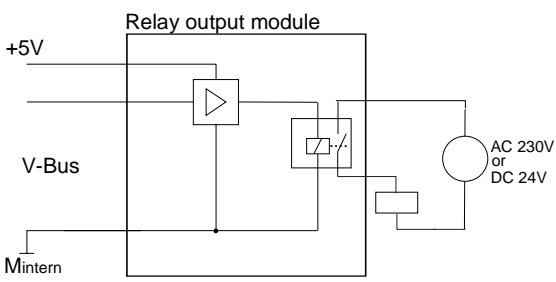 Relay output module
+5V
AC 230V
or
DC 24V
V-Bus
Mintern